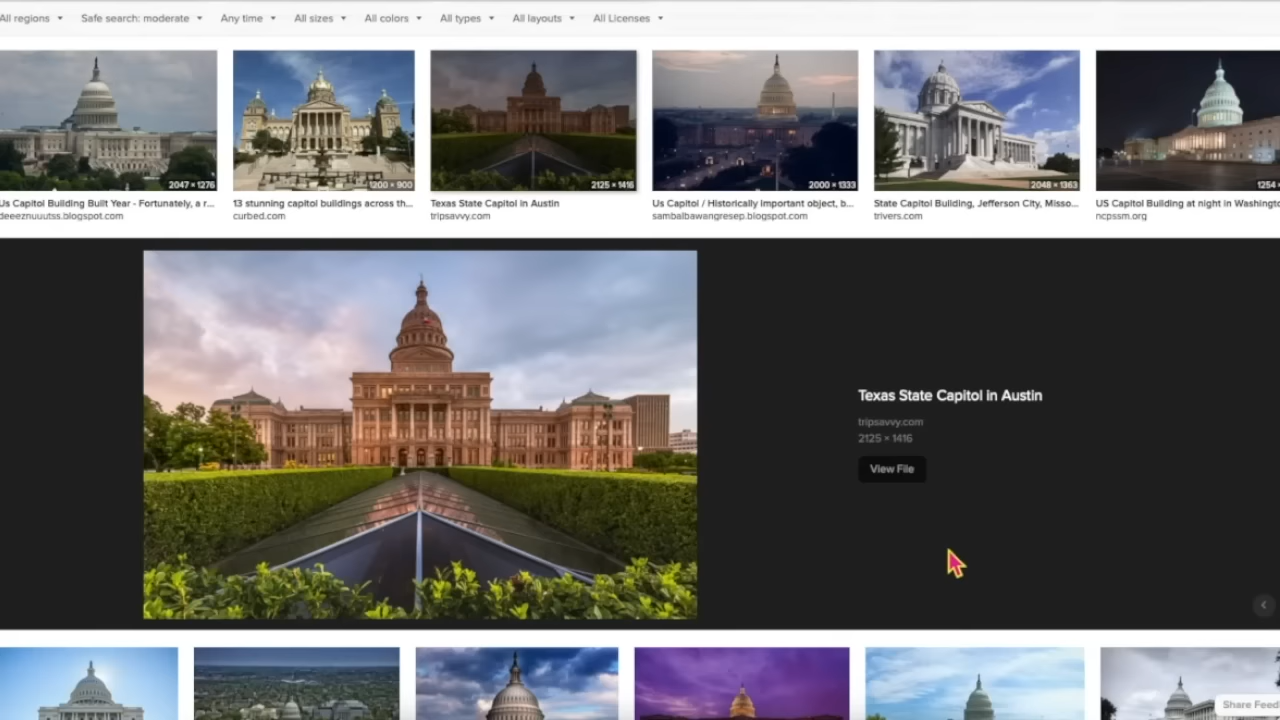 All regions
Safe search: moderate
Any time
All sizes
All colors
All types
All layouts
All Licenses
2047 × 1276
1200 × 900
2125 × 1416
2000 × 1333
2048 × 1363
1254 ×
Us Capitol Building Built Year - Fortunately, a r...
deeeznuuutss.blogspot.com
13 stunning capitol buildings across th...
curbed.com
Texas State Capitol in Austin
tripsavvy.com
Us Capitol / Historically important object, b...
sambalbawangresep.blogspot.com
State Capitol Building, Jefferson City, Misso...
trivers.com
US Capitol Building at night in Washingto
ncpssm.org
Texas State Capitol in Austin
tripsavvy.com
2125 × 1416
View File
Share Feed